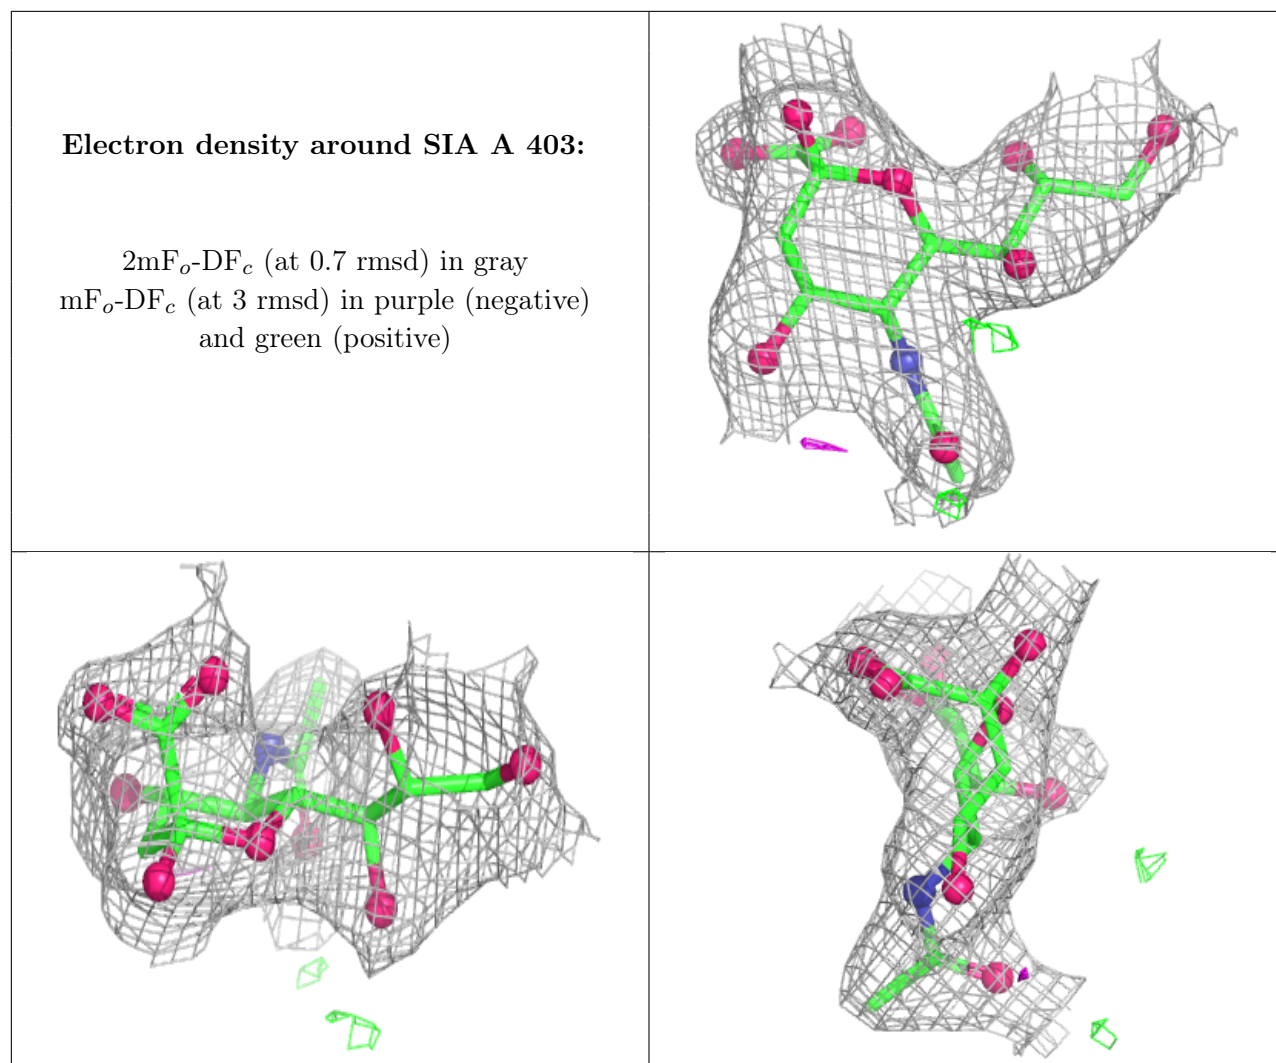 Electron density around SIA A 403:
2mFo-DFc (at 0.7 rmsd) in gray
mFo-DFc (at 3 rmsd) in purple (negative)
and green (positive)